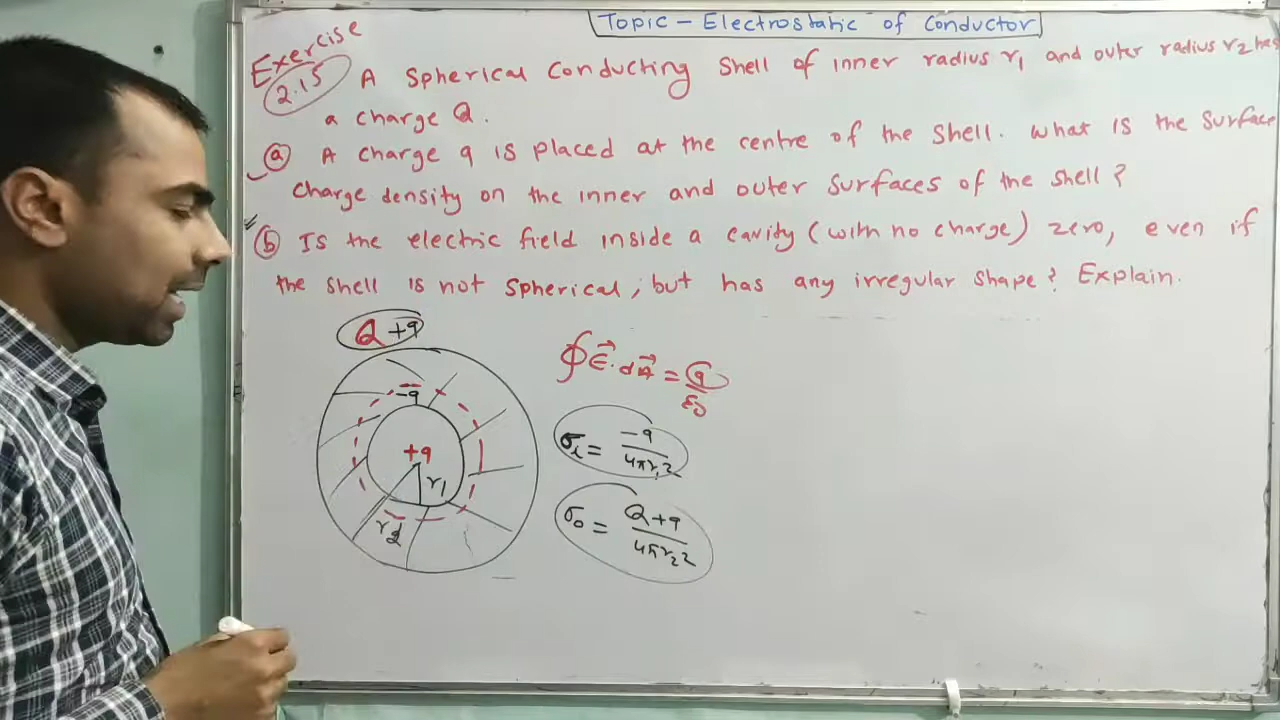 Topic - Electrostatic of Conductor
Exercise
2.15
A Spherical Conducting Shell of inner radius r₁ and outer radius r₂ has
a charge Q.
(a) A charge q is placed at the centre of the Shell. What is the Surface
Charge density on the inner and outer Surfaces of the shell?
(b) Is the electric field inside a cavity (with no charge) zero, even if
the shell is not Spherical, but has any irregular shape? Explain.
Q+q
-q
+q
r₁
r₂
∮E⃗.dA⃗ = q/ε₀
σi = -q/4πr₁²
σo = Q+q/4πr₂²